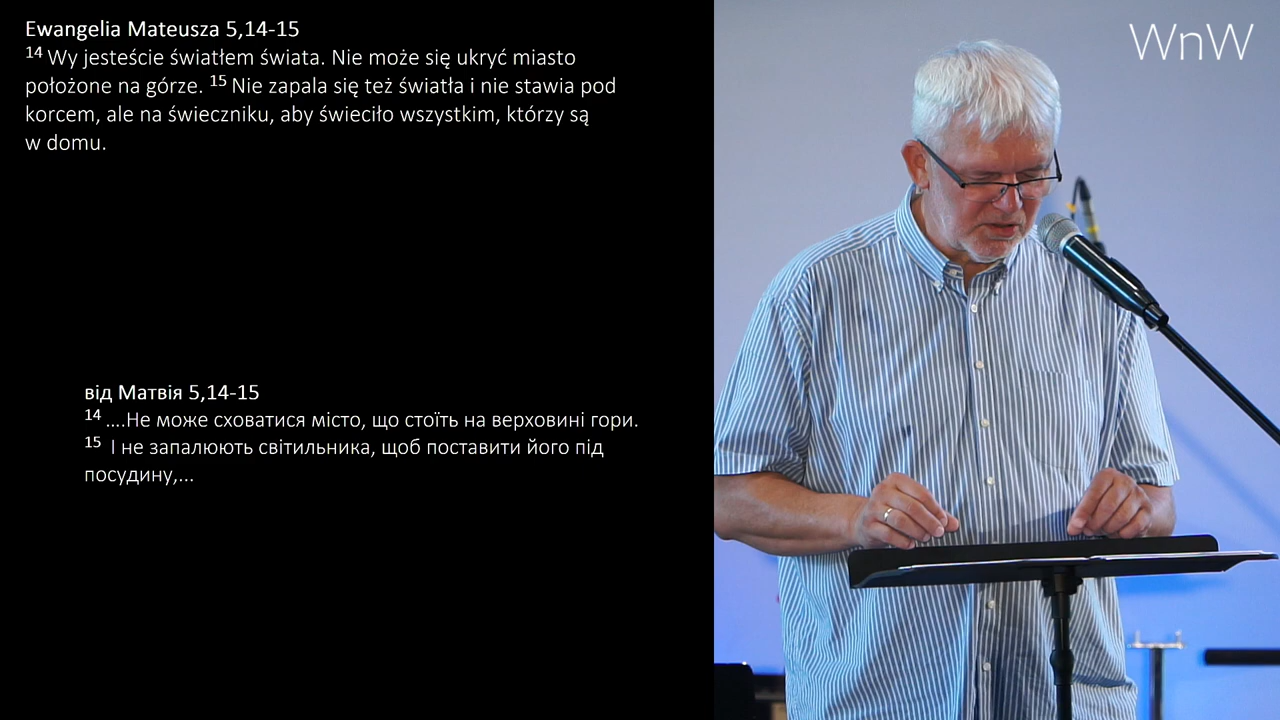 Ewangelia Mateusza 5,14-15
14 Wy jesteście światłem świata. Nie może się ukryć miasto
położone na górze. 15 Nie zapala się też światła i nie stawia pod
korcem, ale na świeczniku, aby świeciło wszystkim, którzy są
w domu.
від Матвія 5,14-15
14 ....Не може сховатися місто, що стоїть на верховині гори.
15 І не запалюють світильника, щоб поставити його під
посудину,...
WnW